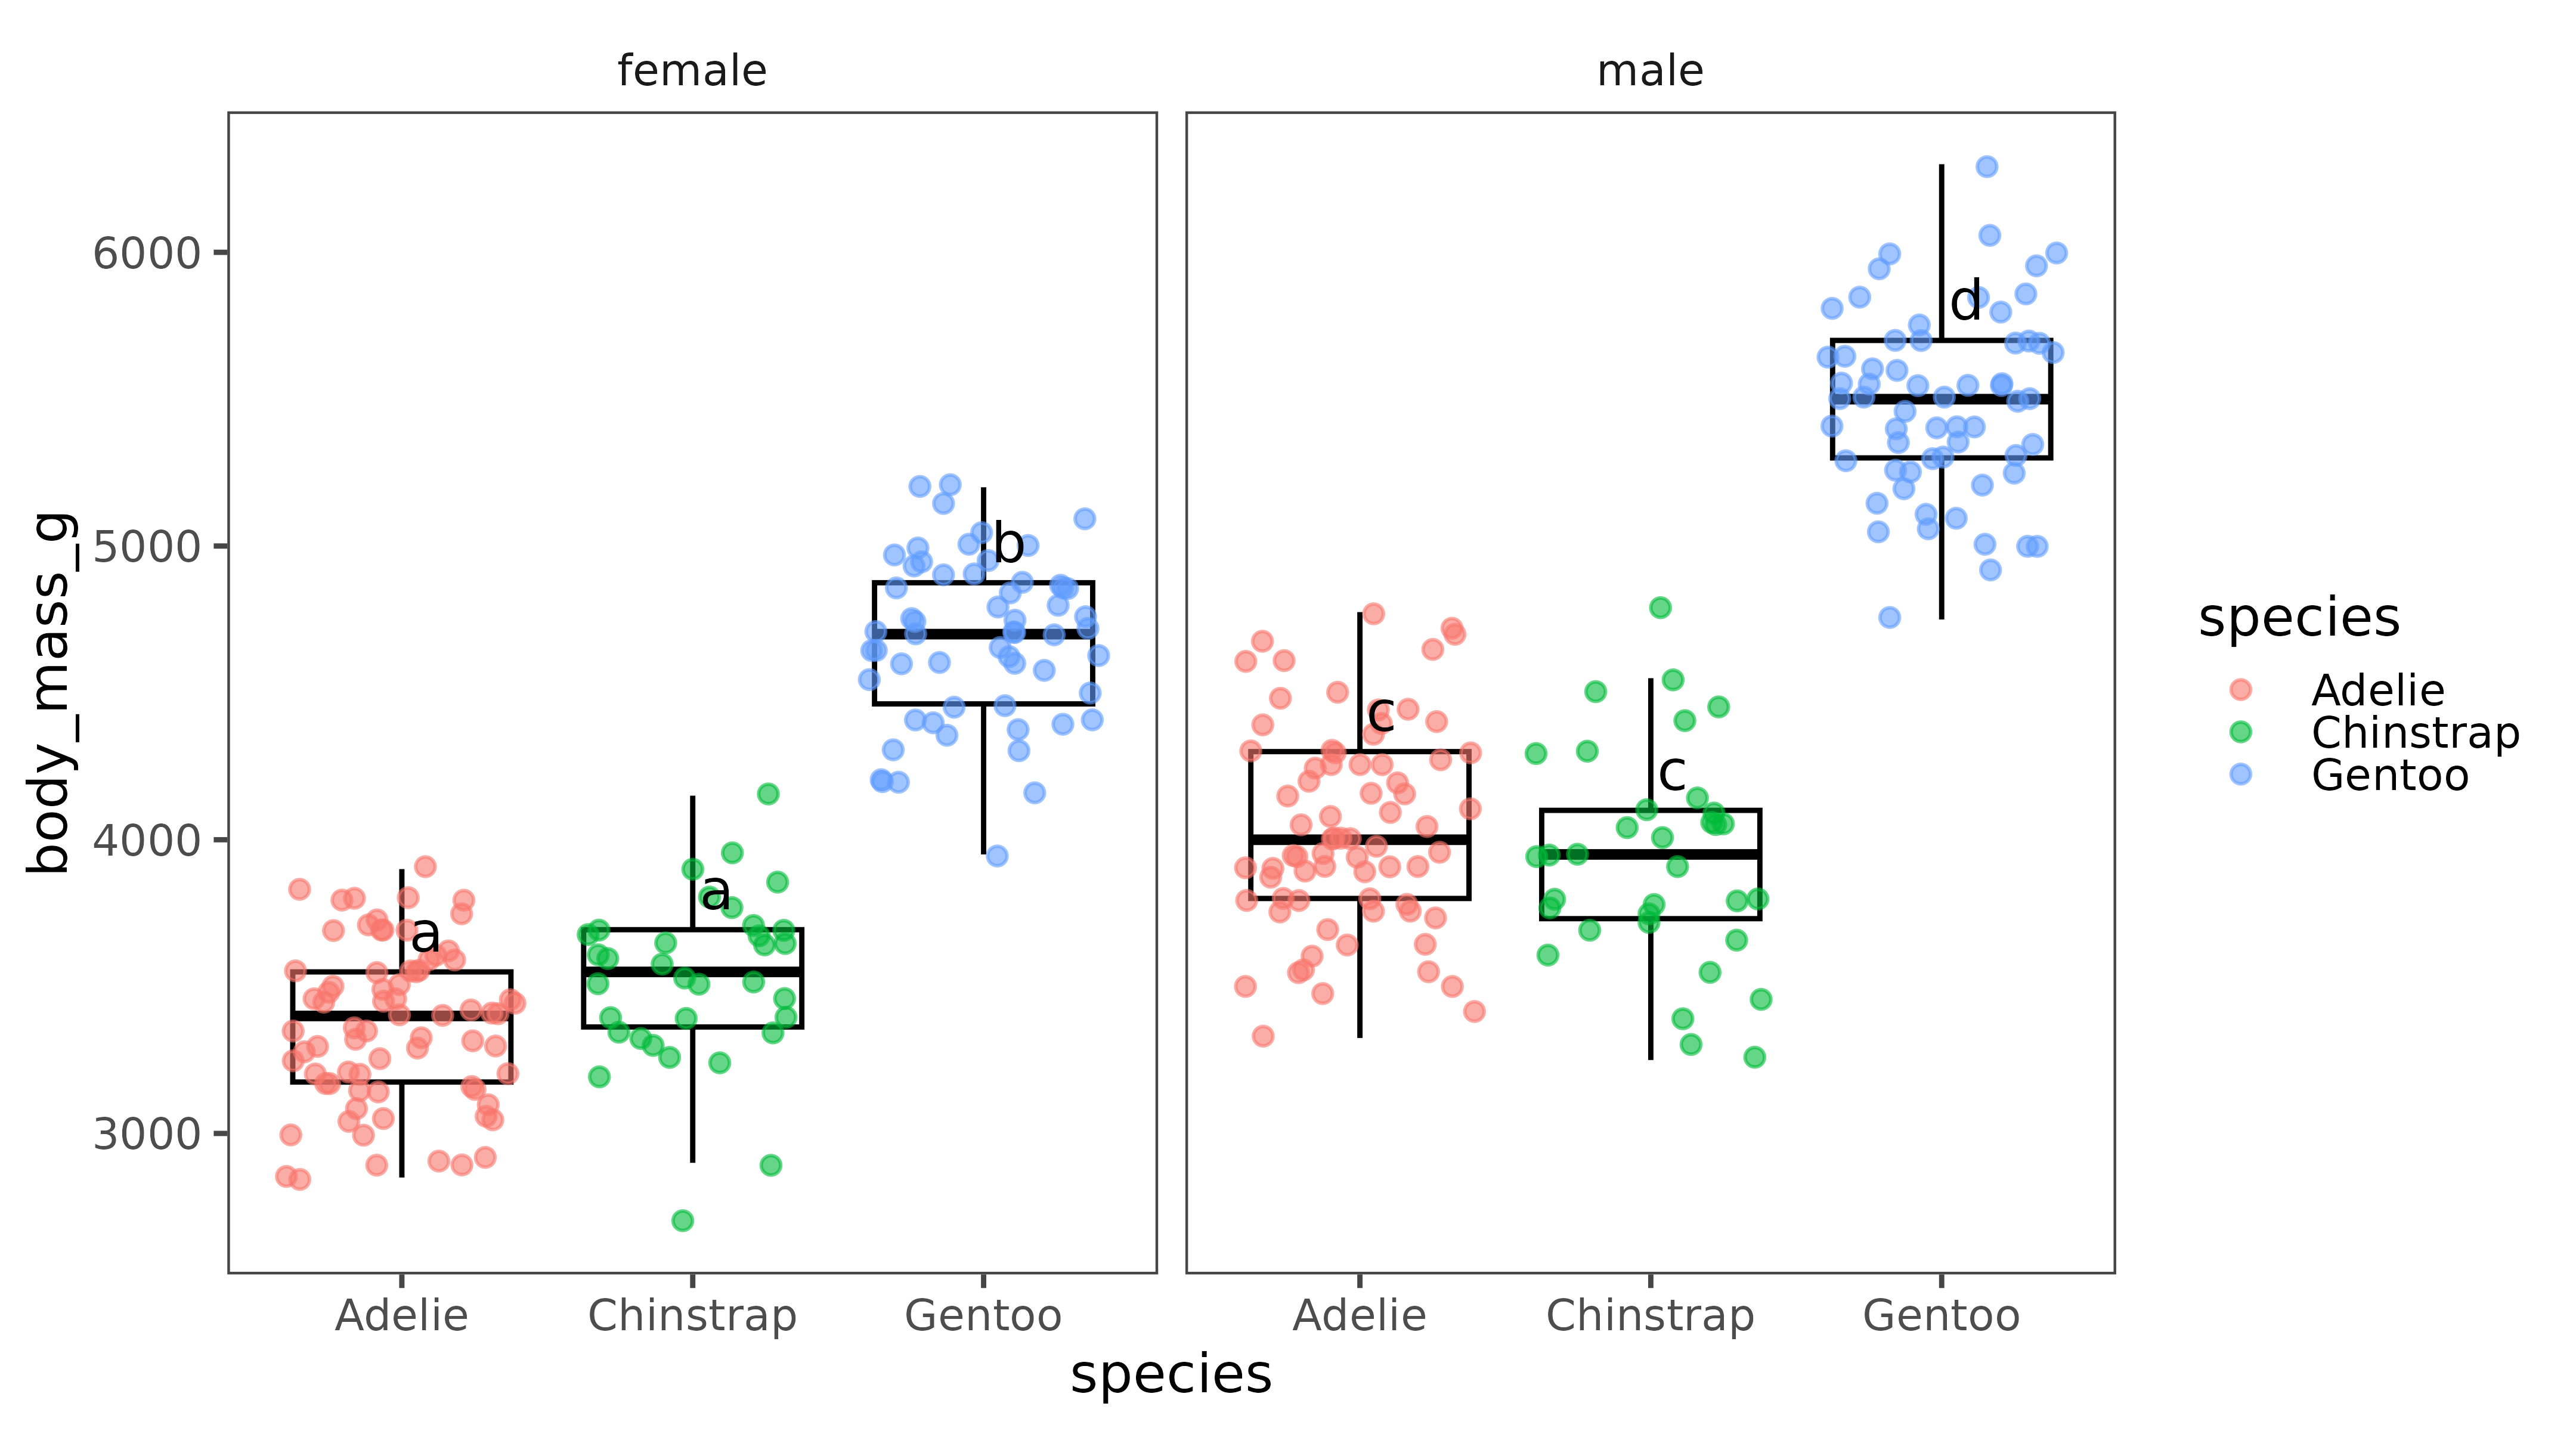 female
male
6000
5000
4000
3000
body_mass_g
a
a
b
c
c
d
Adelie
Chinstrap
Gentoo
Adelie
Chinstrap
Gentoo
species
species
Adelie
Chinstrap
Gentoo